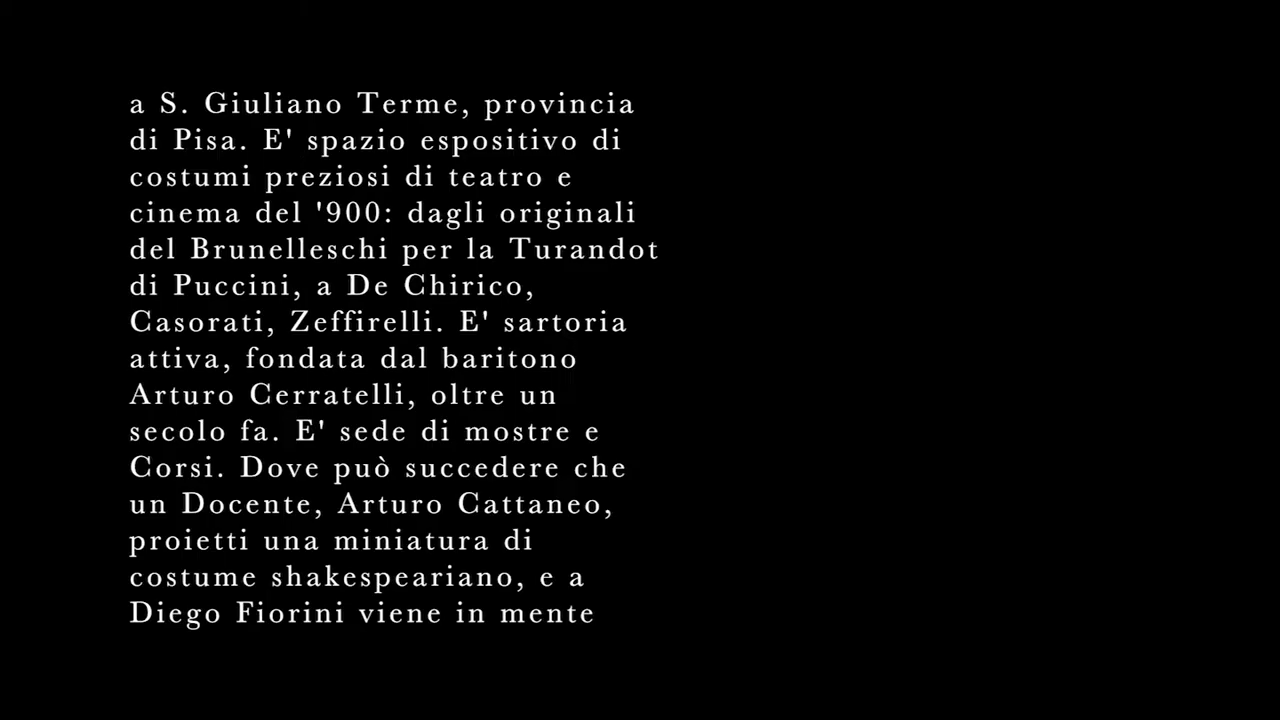 a S. Giuliano Terme, provincia
di Pisa. E' spazio espositivo di
costumi preziosi di teatro e
cinema del '900: dagli originali
del Brunelleschi per la Turandot
di Puccini, a De Chirico,
Casorati, Zeffirelli. E' sartoria
attiva, fondata dal baritono
Arturo Cerratelli, oltre un
secolo fa. E' sede di mostre e
Corsi. Dove può succedere che
un Docente, Arturo Cattaneo,
proietti una miniatura di
costume shakespeariano, e a
Diego Fiorini viene in mente